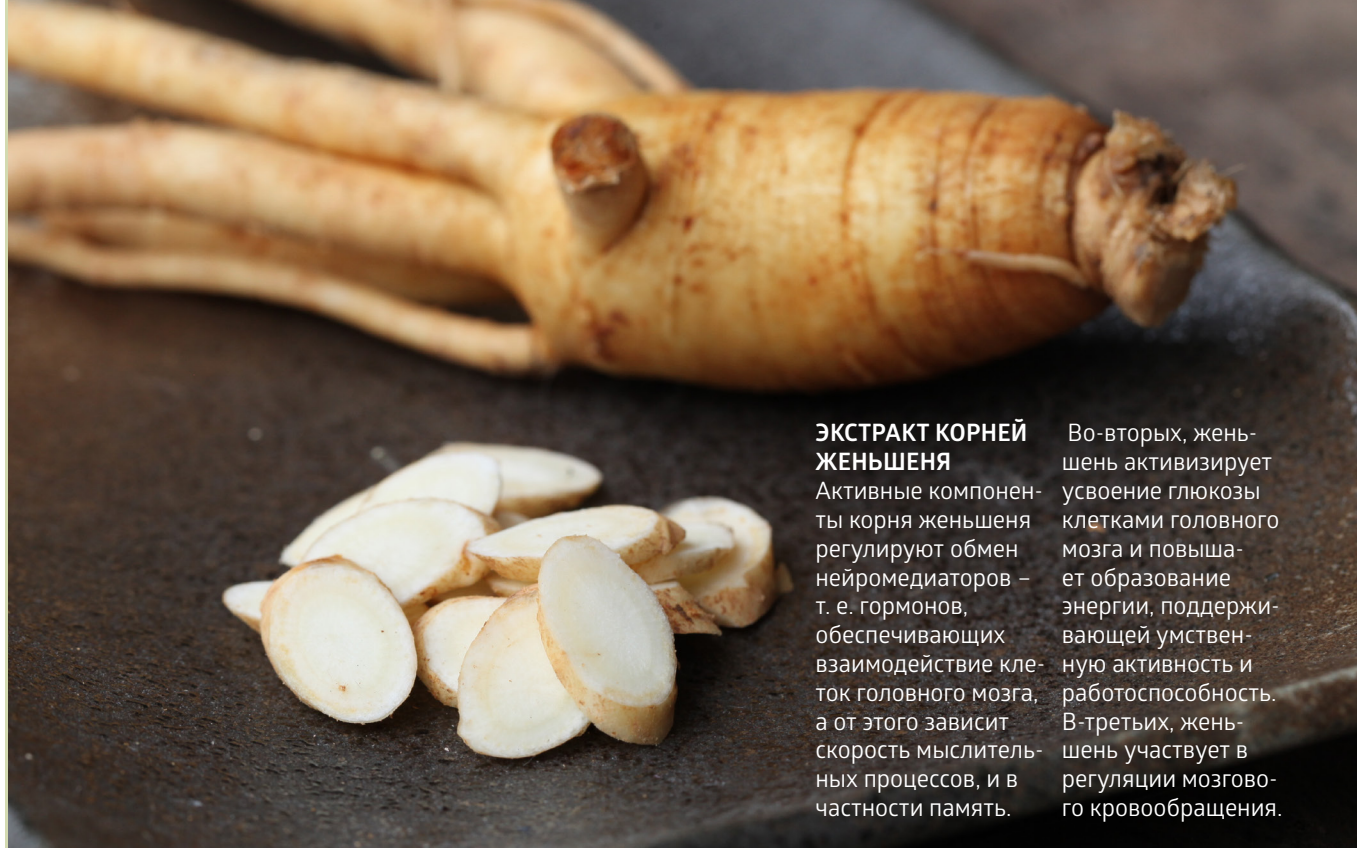 ЭКСТРАКТ КОРНЕЙ
ЖЕНЬШЕНЯ
Активные компонен-
ты корня женьшеня
регулируют обмен
нейромедиаторов –
т. е. гормонов,
обеспечивающих
взаимодействие кле-
ток головного мозга,
а от этого зависит
скорость мыслитель-
ных процессов, и в
частности память.
Во-вторых, жень-
шень активизирует
усвоение глюкозы
клетками головного
мозга и повыша-
ет образование
энергии, поддержи-
вающей умствен-
ную активность и
работоспособность.
В-третьих, жень-
шень участвует в
регуляции мозгово-
го кровообращения.